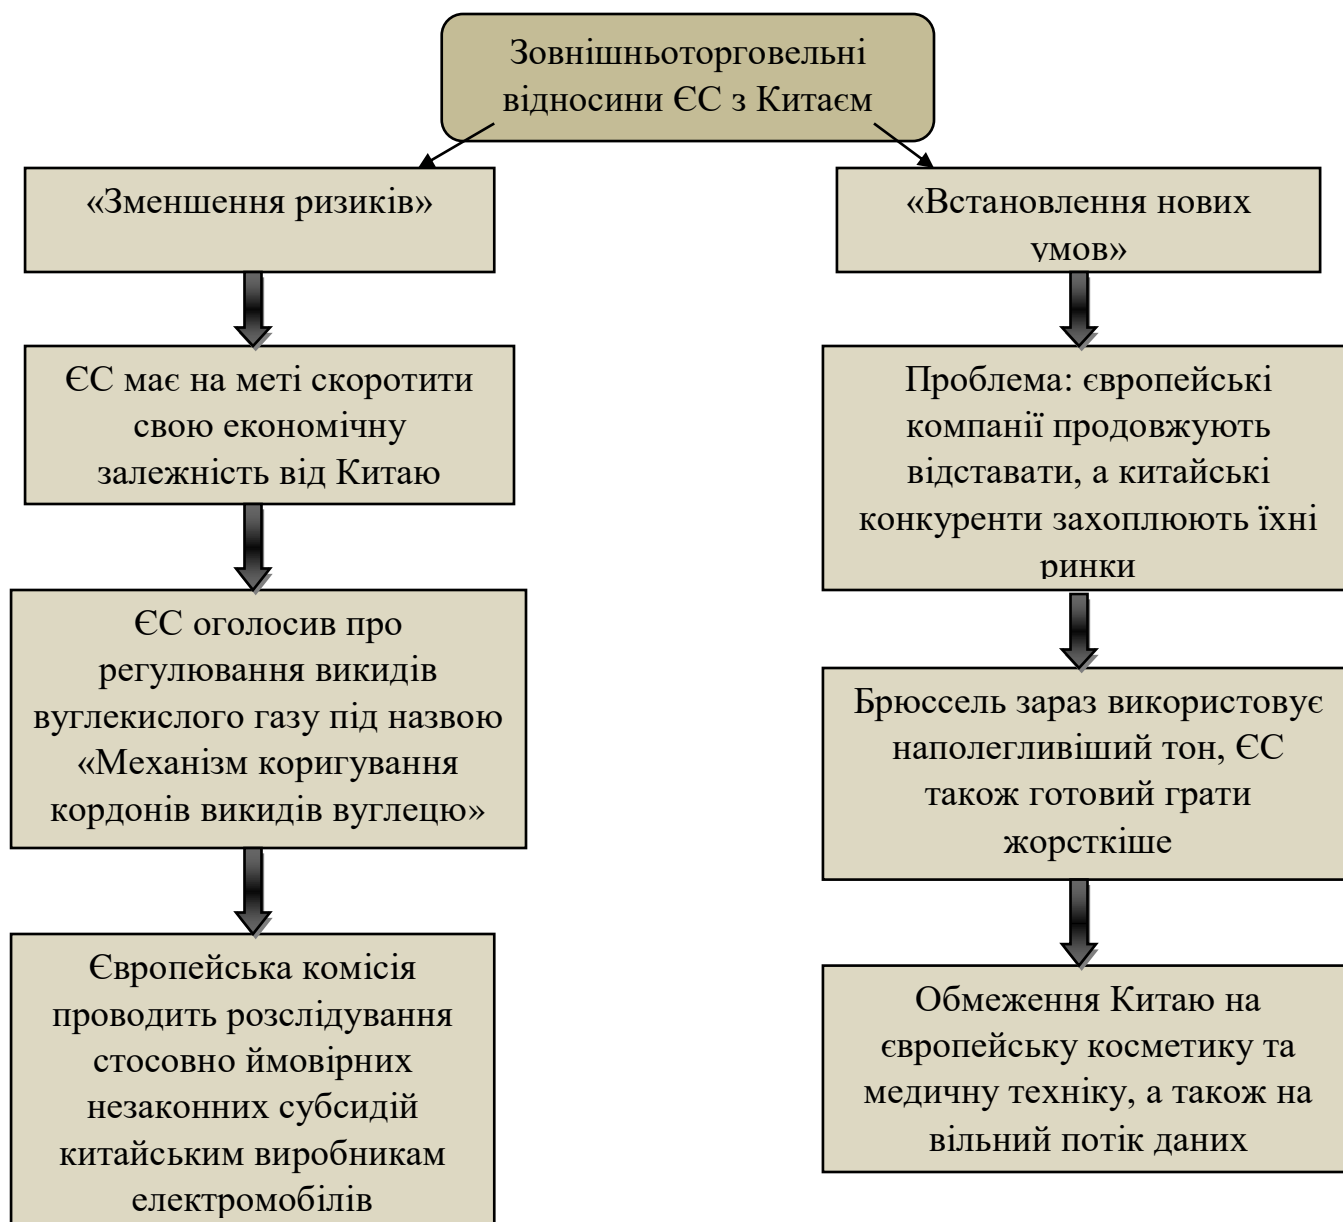 Зовнішньоторговельні
відносини ЄС з Китаєм
«Зменшення ризиків»
ЄС має на меті скоротити
свою економічну
залежність від Китаю
ЄС оголосив про
регулювання викидів
вуглекислого газу під назвою
«Механізм коригування
кордонів викидів вуглецю»
Європейська комісія
проводить розслідування
стосовно ймовірних
незаконних субсидій
китайським виробникам
електромобілів
«Встановлення нових
умов»
Проблема: європейські
компанії продовжують
відставати, а китайські
конкуренти захоплюють їхні
ринки
Брюссель зараз використовує
наполегливіший тон, ЄС
також готовий грати
жорсткіше
Обмеження Китаю на
європейську косметику та
медичну техніку, а також на
вільний потік даних